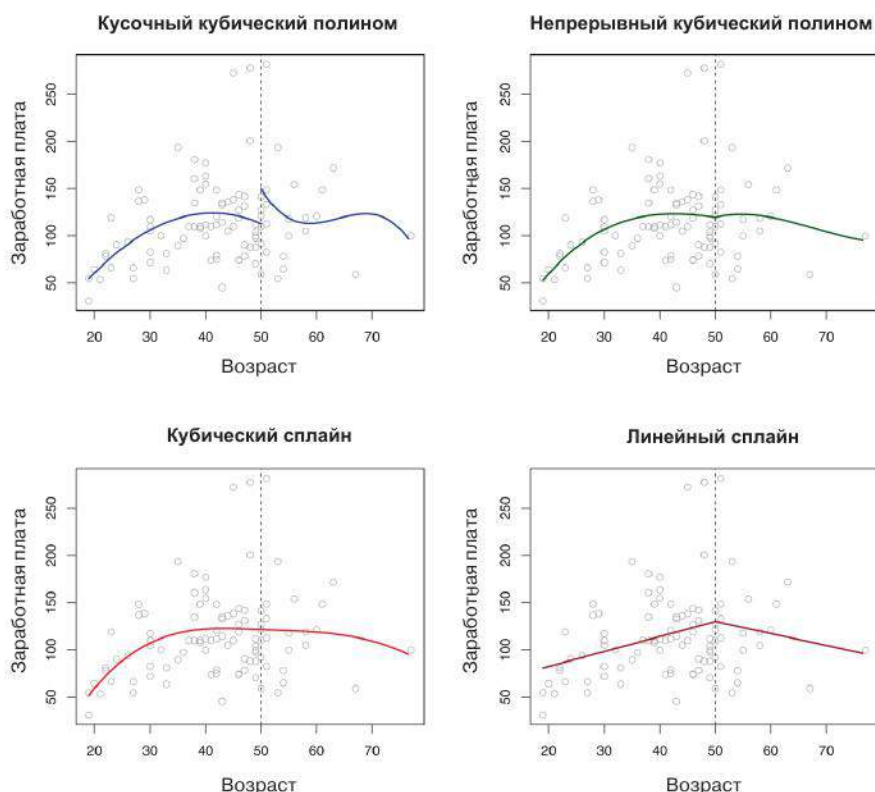 Кусочный кубический полином
Заработная плата
250
200
150
100
50
20 30 40 50 60 70
Возраст
Непрерывный кубический полином
Заработная плата
250
200
150
100
50
20 30 40 50 60 70
Возраст
Кубический сплайн
Заработная плата
250
200
150
100
50
20 30 40 50 60 70
Возраст
Линейный сплайн
Заработная плата
250
200
150
100
50
20 30 40 50 60 70
Возраст